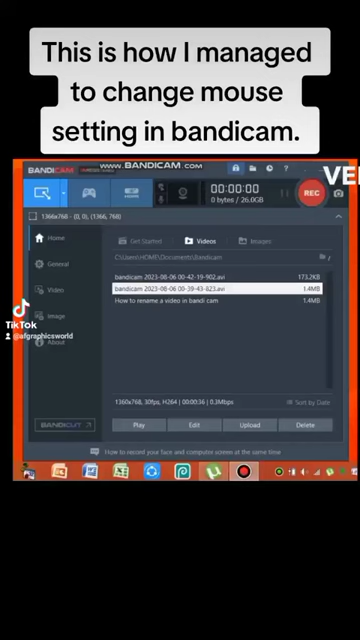 This is how I managed
to change mouse
setting in bandicam.
www.BANDICAM.com
BANDICAM
VE
00:00:00
0 bytes / 26.0GB
REC
1366x768 - (0, 0), (1366, 768)
Home
Get Started
Videos
Images
C:\Users\HOME\Documents\Bandicam
General
bandicam 2023-08-06 00-42-19-902.avi
173.2KB
bandicam 2023-08-06 00-39-43-823.avi
1.4MB
Video
How to rename a video in bandi cam
1.4MB
Image
TikTok
@afgraphicsworld
About
1360x768, 30fps, H264 | 00:00:36 | 0.3Mbps
Sort by Date
BANDICUT
Play
Edit
Upload
Delete
How to record your face and computer screen at the same time